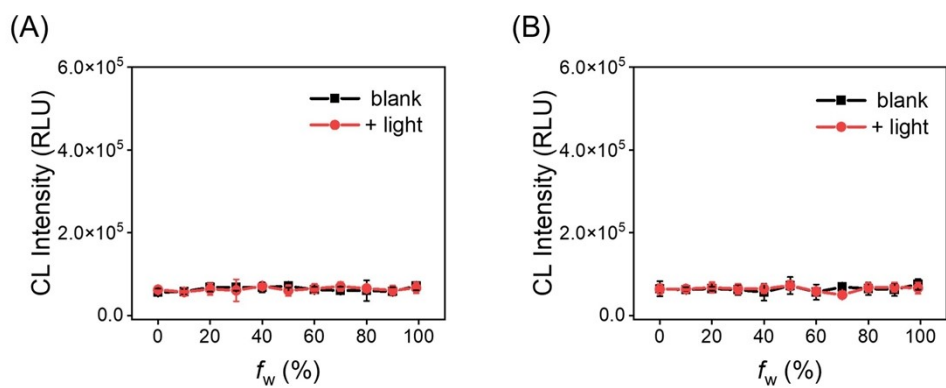 (A)
6.0×10⁵
4.0×10⁵
2.0×10⁵
0.0
CL Intensity (RLU)
blank
+ light
0 20 40 60 80 100
f_w (%)
(B)
6.0×10⁵
4.0×10⁵
2.0×10⁵
0.0
CL Intensity (RLU)
blank
+ light
0 20 40 60 80 100
f_w (%)